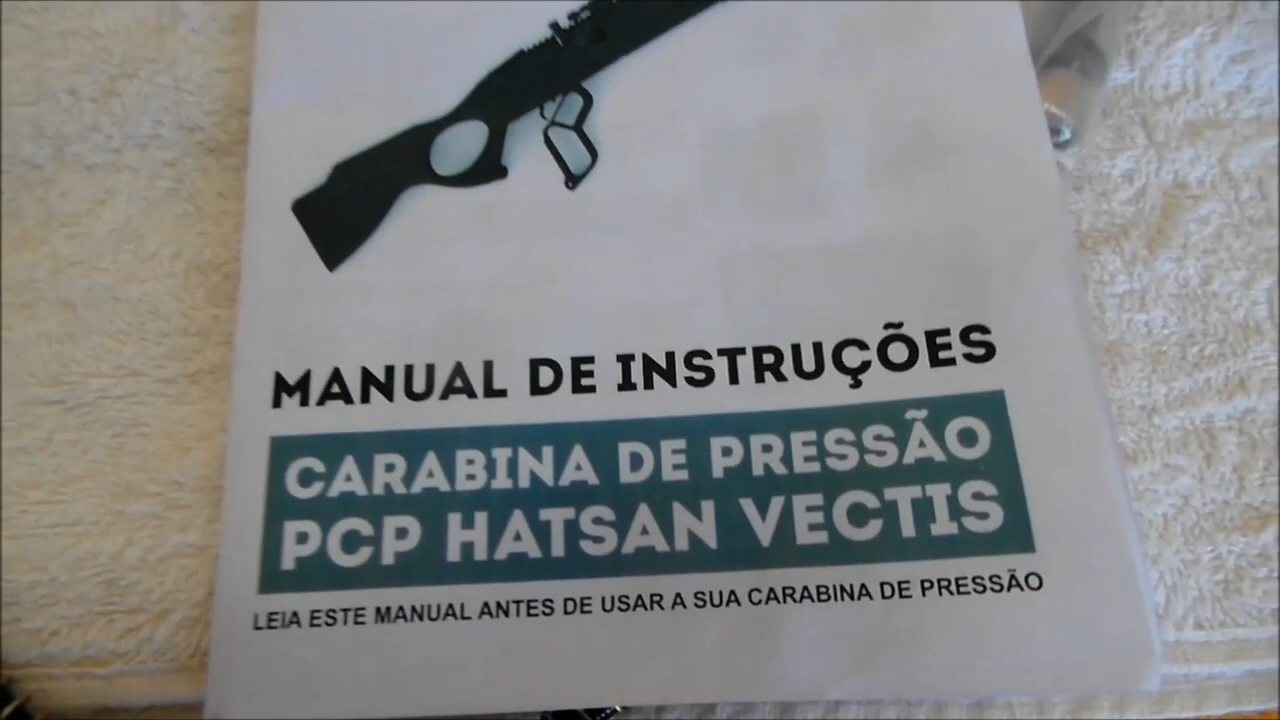 MANUAL DE INSTRUÇÕES
CARABINA DE PRESSÃO
PCP HATSAN VECTIS
LEIA ESTE MANUAL ANTES DE USAR A SUA CARABINA DE PRESSÃO